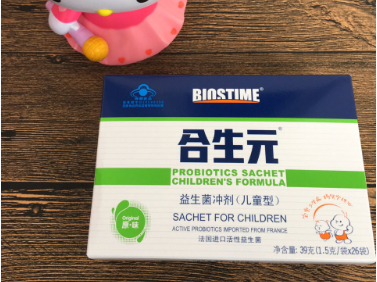 BIOSTIME®
合生元®
PROBIOTICS SACHET
CHILDREN'S FORMULA
益生菌冲剂(儿童型)
SACHET FOR CHILDREN
ACTIVE PROBIOTICS IMPORTED FROM FRANCE
法国进口活性益生菌
Original
原·味
净含量: 39克(1.5克/袋x26袋)